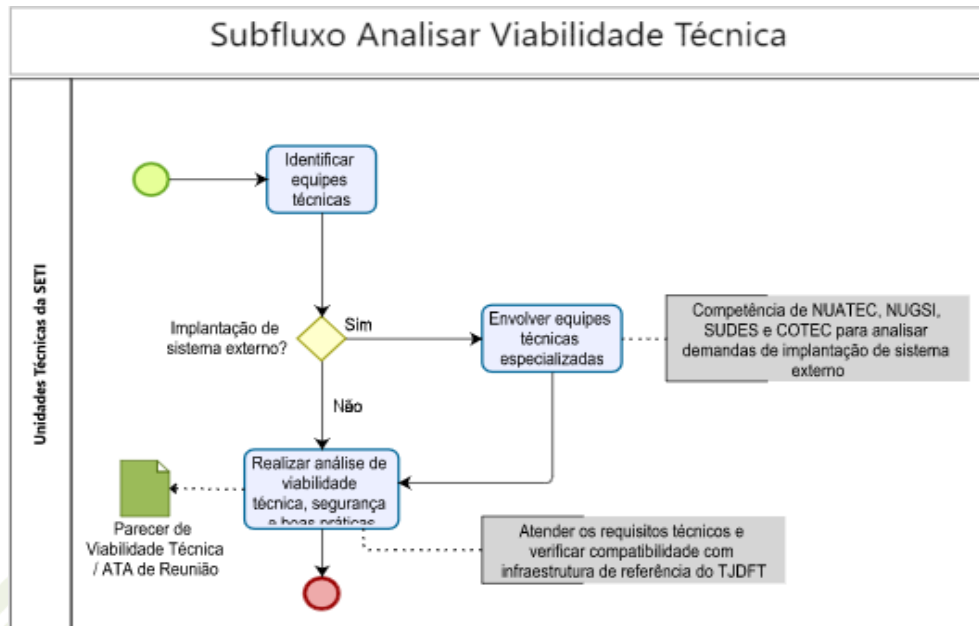 Subfluxo Analisar Viabilidade Técnica
Unidades Técnicas da SETI
Identificar
equipes
técnicas
Implantação de
sistema externo?
Sim
Envolver equipes
técnicas
especializadas
Competência de NUATEC, NUGSI,
SUDES e COTEC para analisar
demandas de implantação de sistema
externo
Não
Realizar análise de
viabilidade
técnica, segurança
e boas práticas
Parecer de
Viabilidade Técnica
/ ATA de Reunião
Atender os requisitos técnicos e
verificar compatibilidade com
infraestrutura de referência do TJDFT